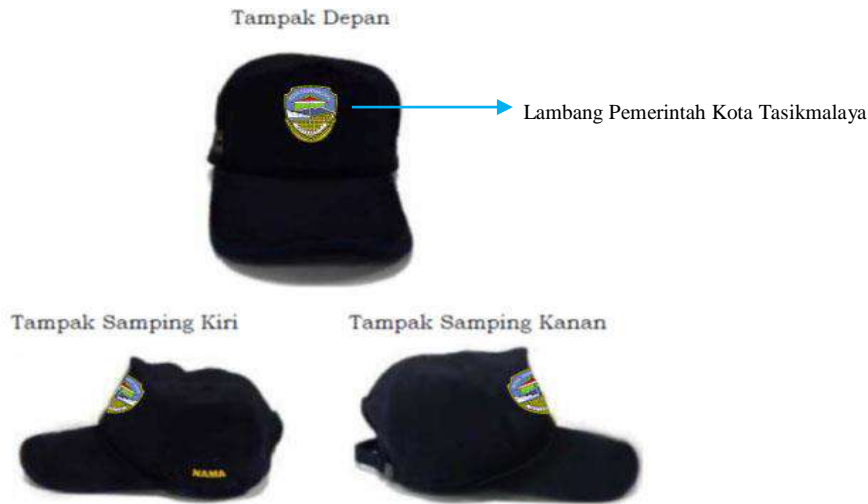 Tampak Depan
Lambang Pemerintah Kota Tasikmalaya
Tampak Samping Kiri
Tampak Samping Kanan
NAMA